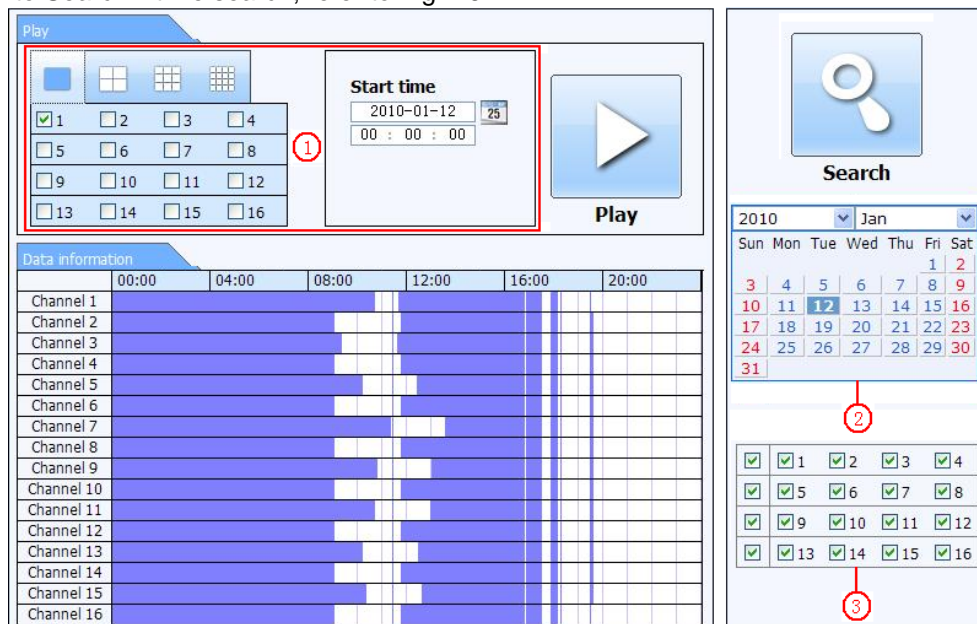 Play
1 2 3 4
5 6 7 8
9 10 11 12
13 14 15 16
1
Start time
2010-01-12 25
00 : 00 : 00
Play
Data information
00:00 04:00 08:00 12:00 16:00 20:00
Channel 1
Channel 2
Channel 3
Channel 4
Channel 5
Channel 6
Channel 7
Channel 8
Channel 9
Channel 10
Channel 11
Channel 12
Channel 13
Channel 14
Channel 15
Channel 16
Search
2010 Jan
Sun Mon Tue Wed Thu Fri Sat
1 2
3 4 5 6 7 8 9
10 11 12 13 14 15 16
17 18 19 20 21 22 23
24 25 26 27 28 29 30
31
2
1 2 3 4
5 6 7 8
9 10 11 12
13 14 15 16
3